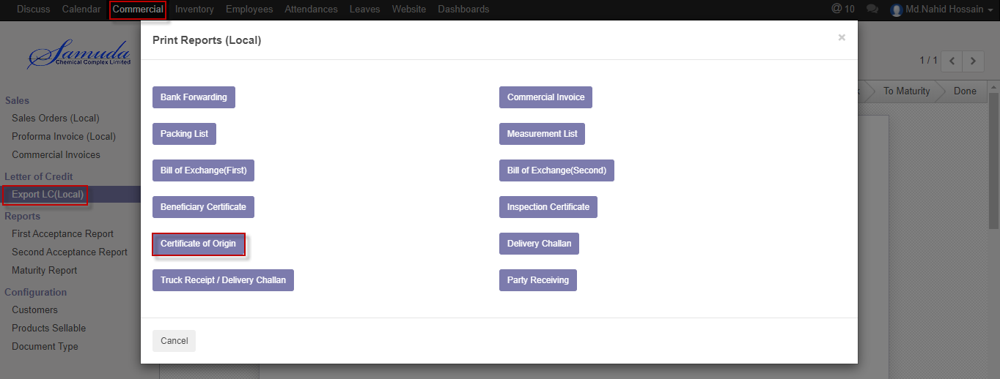 Discuss Calendar Commercial Inventory Employees Attendances Leaves Website Dashboards @ 10 Md.Nahid Hossain
Samuda
Chemical Complex Limited
Print Reports (Local) ×
1 / 1
To Maturity Done
Sales
Sales Orders (Local)
Proforma Invoice (Local)
Commercial Invoices
Letter of Credit
Export LC(Local)
Reports
First Acceptance Report
Second Acceptance Report
Maturity Report
Configuration
Customers
Products Sellable
Document Type
Bank Forwarding Commercial Invoice
Packing List Measurement List
Bill of Exchange(First) Bill of Exchange(Second)
Beneficiary Certificate Inspection Certificate
Certificate of Origin Delivery Challan
Truck Receipt / Delivery Challan Party Receiving
Cancel